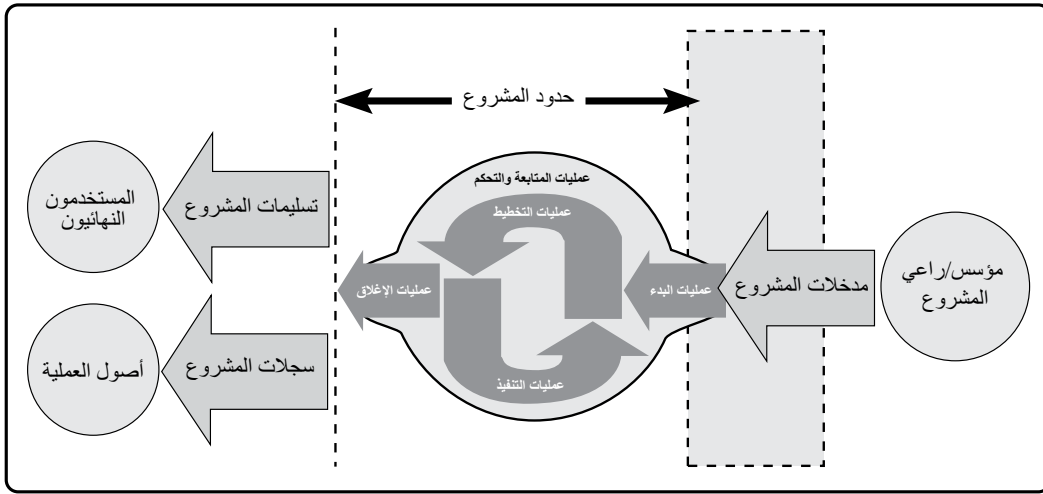 حدود المشروع
مؤسس/راعي
المشروع
مدخلات المشروع
عمليات البدء
عمليات المتابعة والتحكم
عمليات التخطيط
عمليات التنفيذ
عمليات الإغلاق
تسليمات المشروع
المستخدمون
النهائيون
سجلات المشروع
أصول العملية